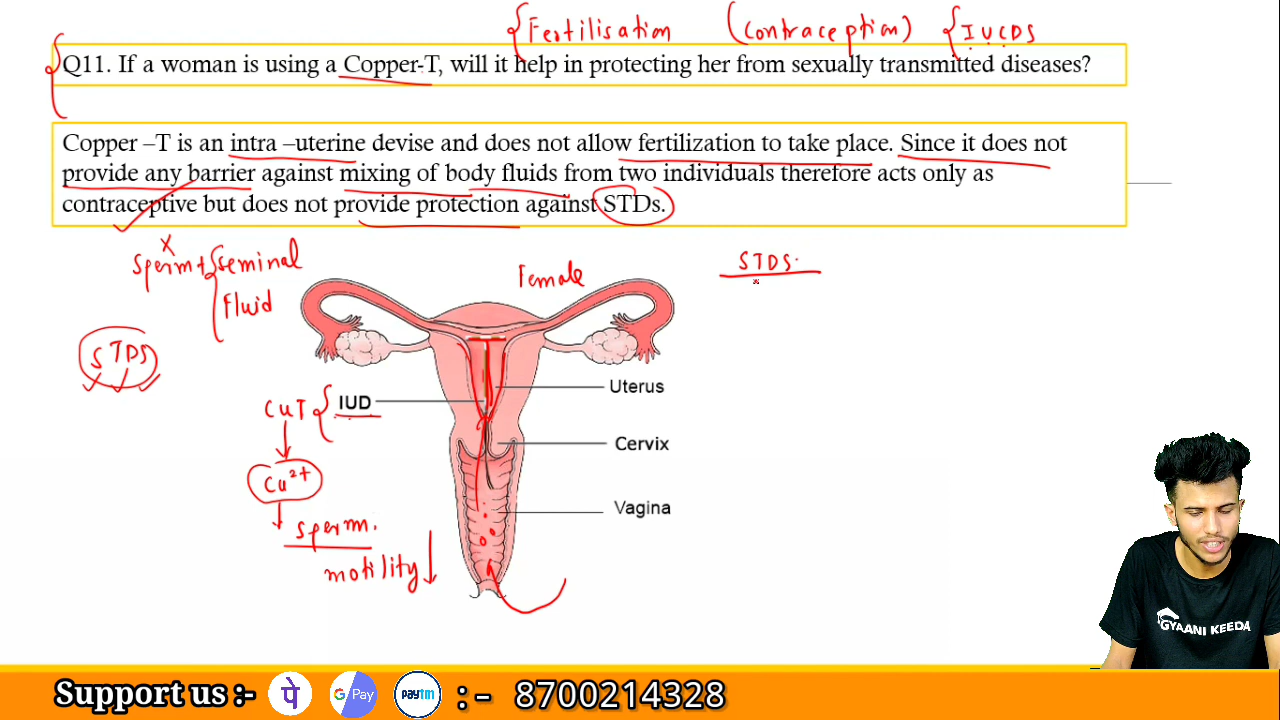 {Fertilisation (Contraception) {IUCDS
Q11. If a woman is using a Copper-T, will it help in protecting her from sexually transmitted diseases?
Copper –T is an intra –uterine devise and does not allow fertilization to take place. Since it does not
provide any barrier against mixing of body fluids from two individuals therefore acts only as
contraceptive but does not provide protection against STDs.
Sperm + Seminal
Fluid
Female
STDS
STDS
Uterus
CuT { IUD
Cervix
Cu²⁺
Vagina
Sperm.
motility ↓
GYAANI KEEDA
Support us :- पे G Pay paytm : - 8700214328